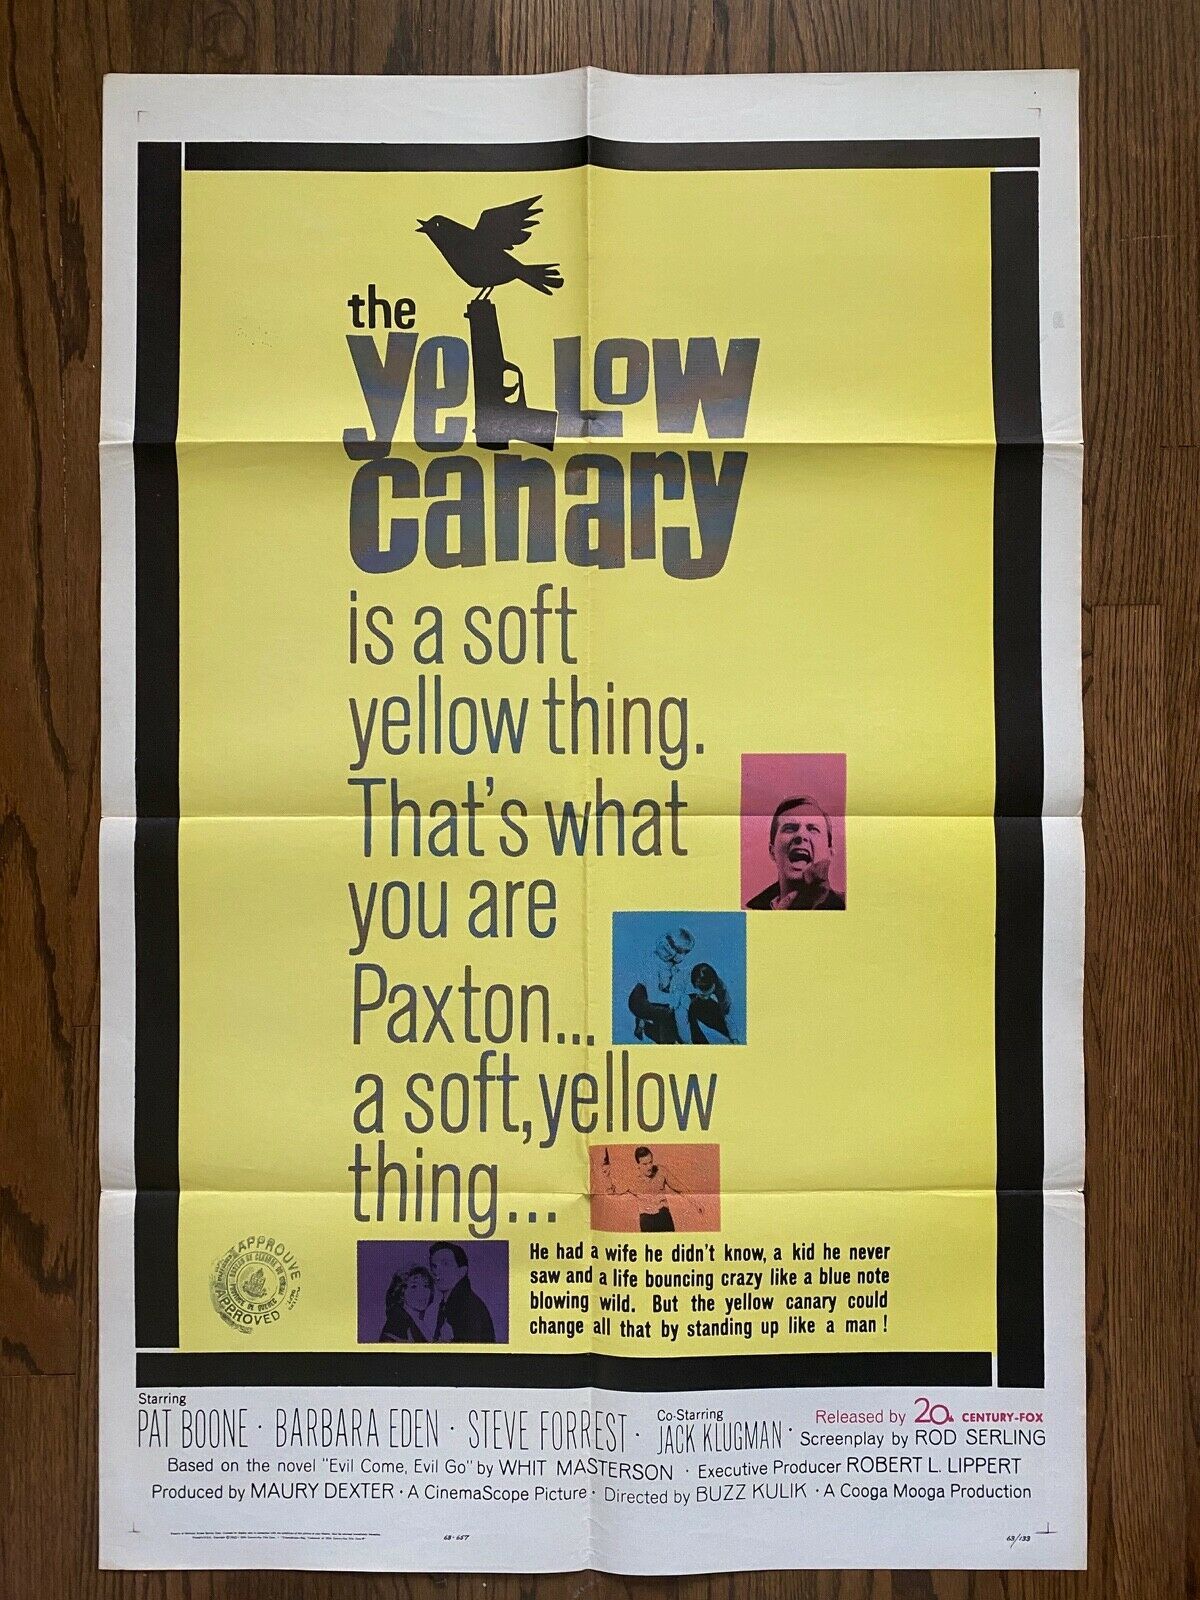 the
yellow
canary
is a soft
yellow thing.
That's what
you are
Paxton...
a soft, yellow
thing...
He had a wife he didn't know, a kid he never
saw and a life bouncing crazy like a blue note
blowing wild. But the yellow canary could
change all that by standing up like a man!
APPROUVE
APPROVED
Starring
PAT BOONE · BARBARA EDEN · STEVE FORREST ·
Co-Starring
JACK KLUGMAN ·
Released by 20th CENTURY-FOX
Screenplay by ROD SERLING
Based on the novel "Evil Come, Evil Go" by WHIT MASTERSON · Executive Producer ROBERT L. LIPPERT
Produced by MAURY DEXTER · A CinemaScope Picture · Directed by BUZZ KULIK · A Cooga Mooga Production
63/133